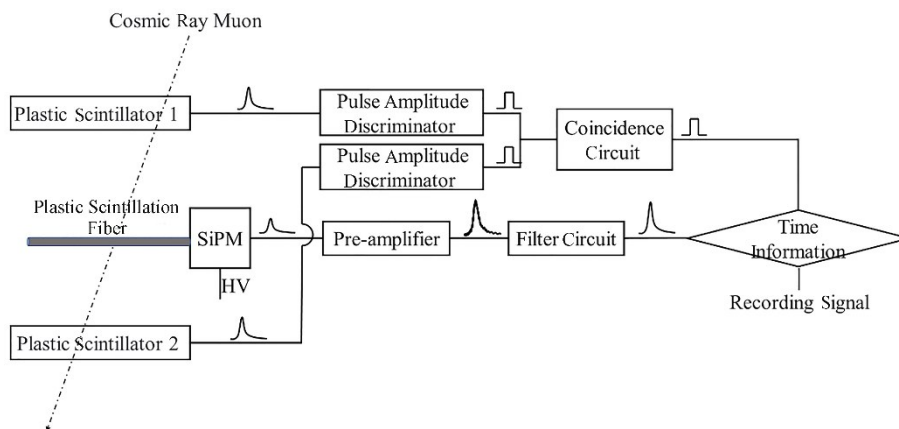 Cosmic Ray Muon
Plastic Scintillator 1
Pulse Amplitude
Discriminator
Pulse Amplitude
Discriminator
Coincidence
Circuit
Plastic Scintillation
Fiber
SiPM
HV
Pre-amplifier
Filter Circuit
Time
Information
Recording Signal
Plastic Scintillator 2